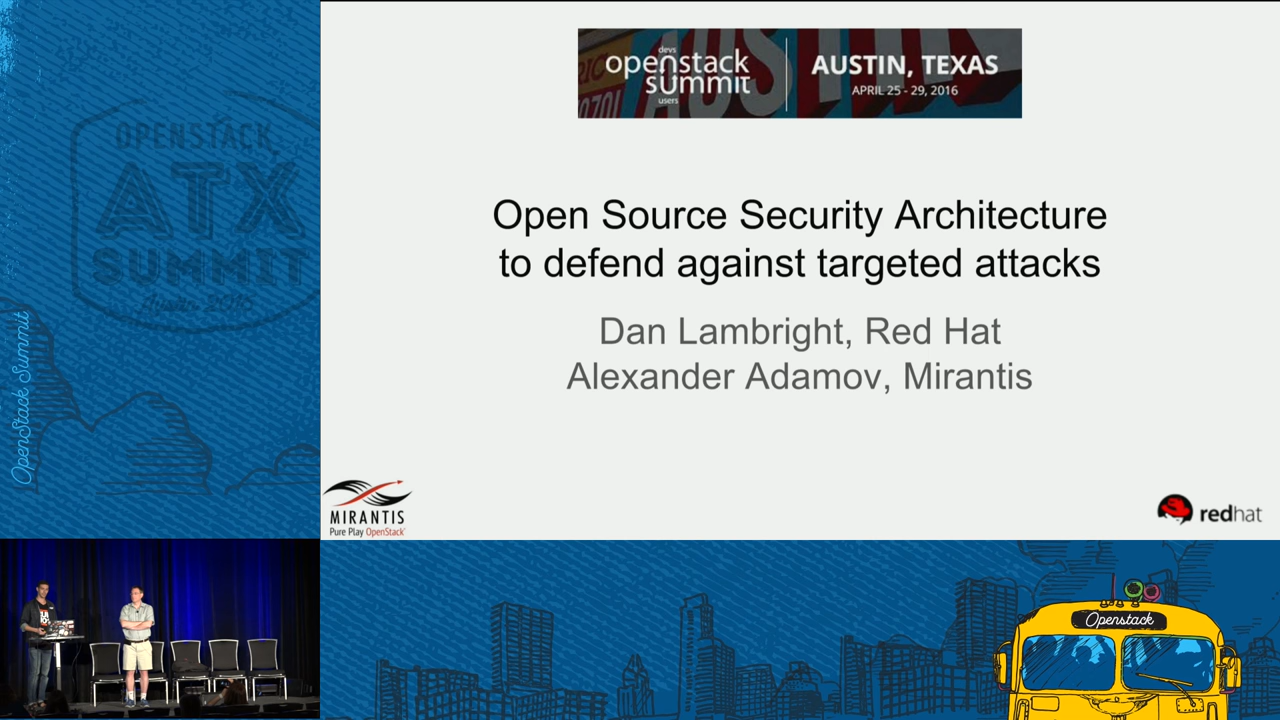 OPENSTACK
ATX
SUMMIT
Austin 2016
OpenStack Summit
devs
openstack
summit
users
AUSTIN, TEXAS
APRIL 25 - 29, 2016
Open Source Security Architecture
to defend against targeted attacks
Dan Lambright, Red Hat
Alexander Adamov, Mirantis
MIRANTIS
Pure Play OpenStack
redhat
Openstack